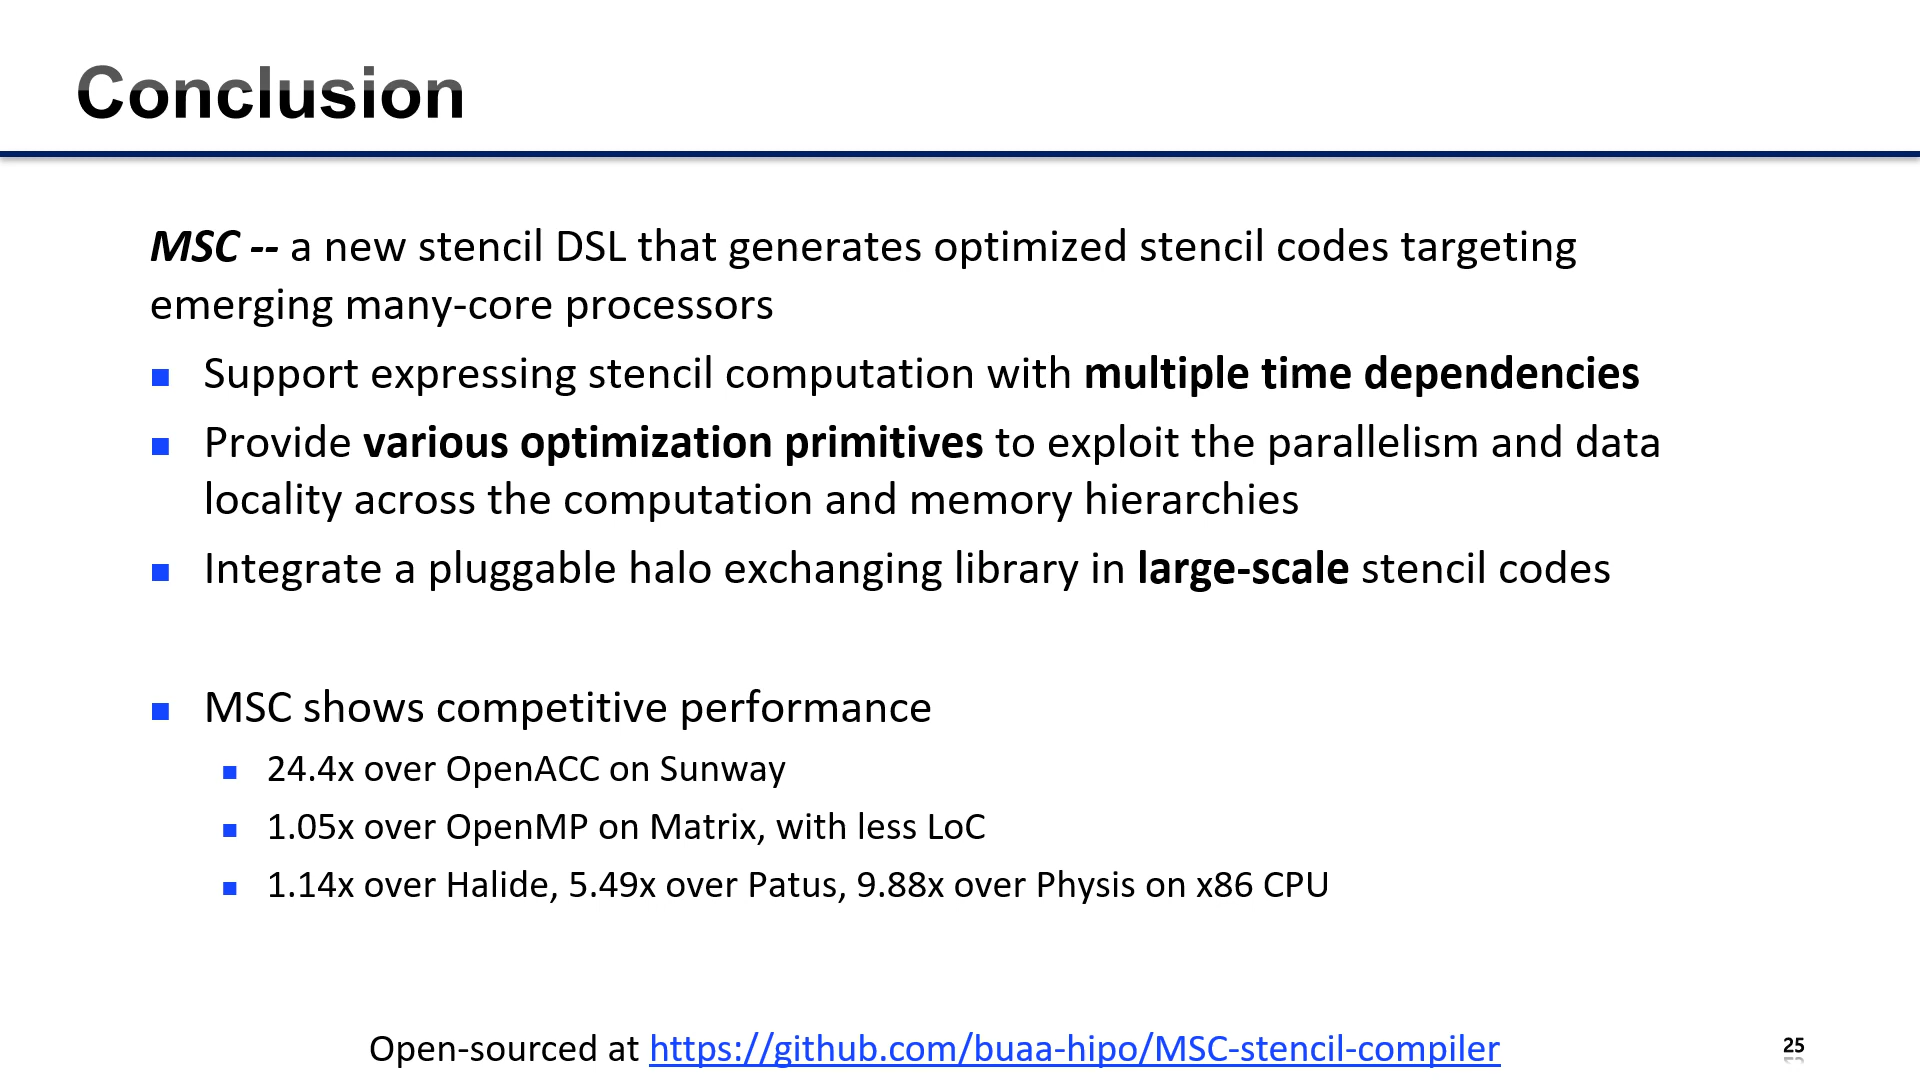 Conclusion
MSC -- a new stencil DSL that generates optimized stencil codes targeting
emerging many-core processors
Support expressing stencil computation with multiple time dependencies
Provide various optimization primitives to exploit the parallelism and data
locality across the computation and memory hierarchies
Integrate a pluggable halo exchanging library in large-scale stencil codes
MSC shows competitive performance
24.4x over OpenACC on Sunway
1.05x over OpenMP on Matrix, with less LoC
1.14x over Halide, 5.49x over Patus, 9.88x over Physis on x86 CPU
Open-sourced at https://github.com/buaa-hipo/MSC-stencil-compiler
25